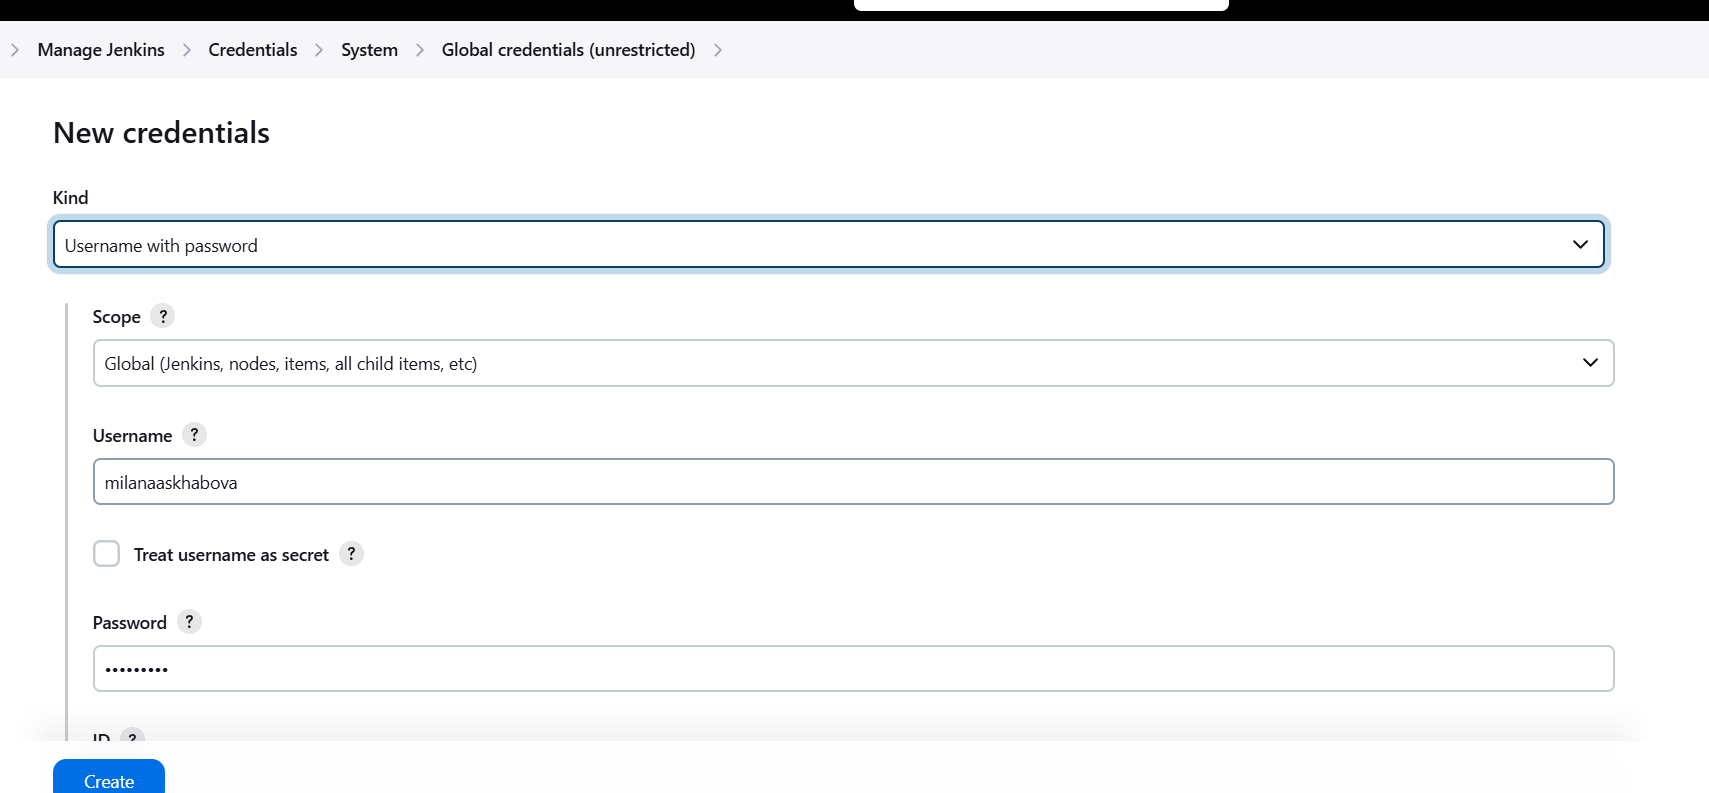 Manage Jenkins > Credentials > System > Global credentials (unrestricted) >
New credentials
Kind
Username with password
Scope ?
Global (Jenkins, nodes, items, all child items, etc)
Username ?
milanaaskhabova
Treat username as secret ?
Password ?
•••••••••
ID ?
Create